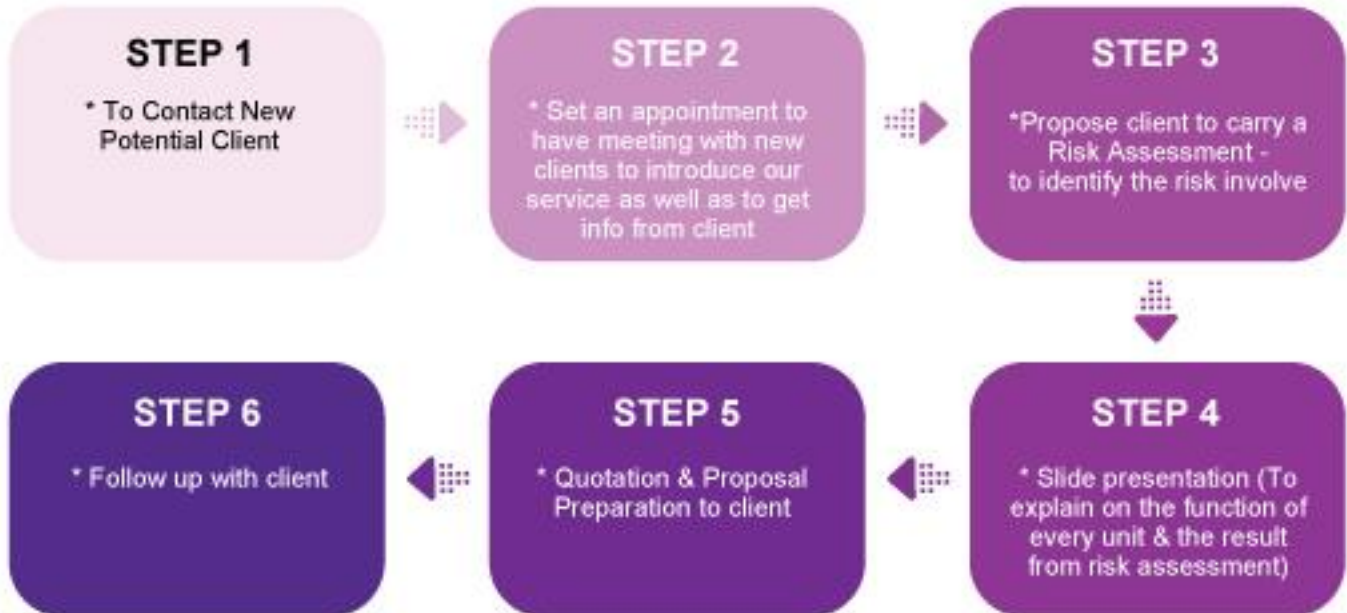 STEP 1
* To Contact New
Potential Client
STEP 2
* Set an appointment to
have meeting with new
clients to introduce our
service as well as to get
info from client
STEP 3
*Propose client to carry a
Risk Assessment -
to identify the risk involve
STEP 4
* Slide presentation (To
explain on the function of
every unit & the result
from risk assessment)
STEP 5
* Quotation & Proposal
Preparation to client
STEP 6
* Follow up with client